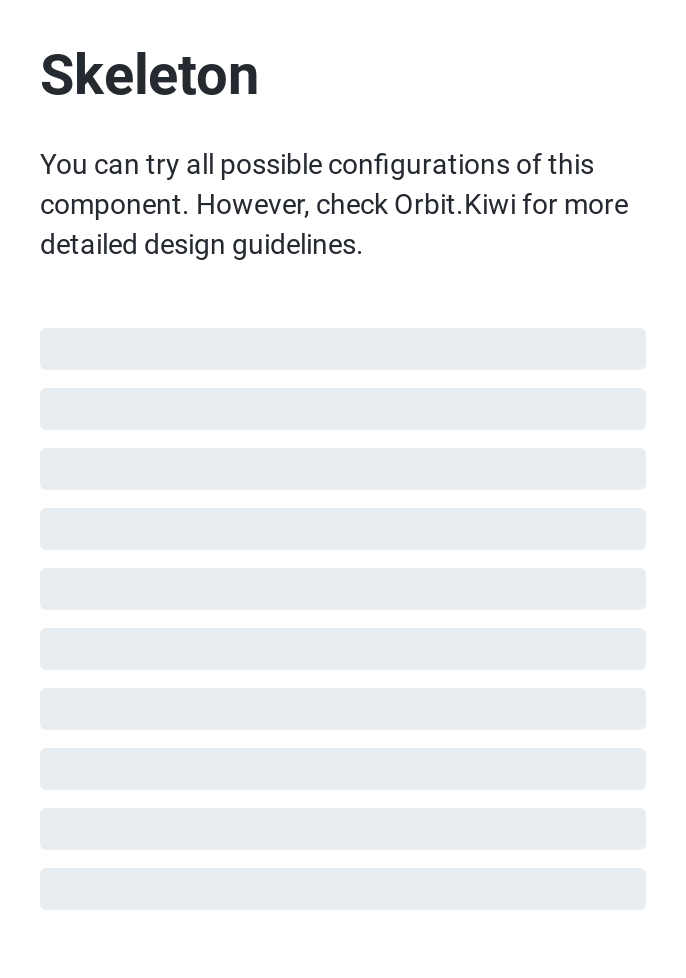 Skeleton
You can try all possible configurations of this
component. However, check Orbit.Kiwi for more
detailed design guidelines.